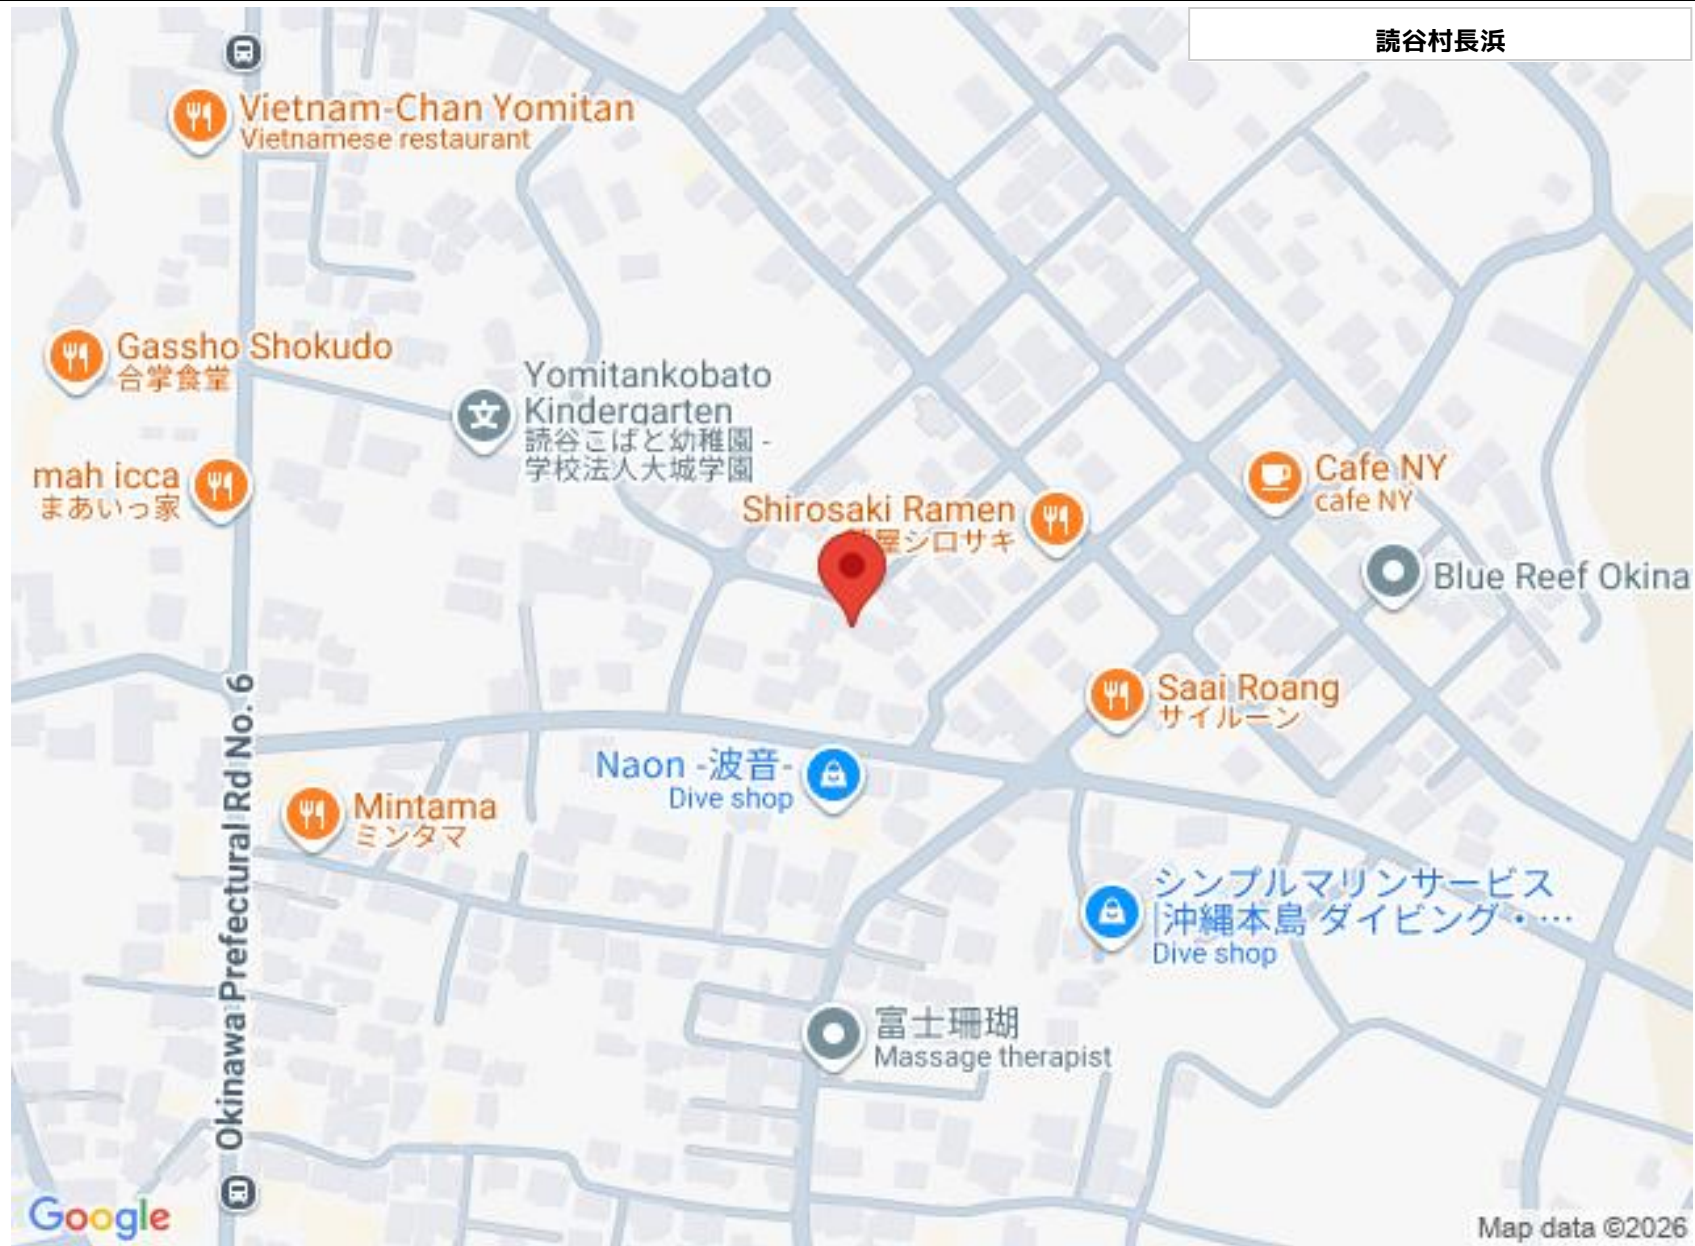 読谷村長浜
Vietnam-Chan Yomitan
Vietnamese restaurant
Gassho Shokudo
合掌食堂
Yomitankobato
Kindergarten
読谷こばと幼稚園 -
学校法人大城学園
mah icca
まあいっ家
Shirosaki Ramen
屋シロサキ
Cafe NY
cafe NY
Blue Reef Okina
Saai Roang
サイルーン
Okinawa Prefectural Rd No. 6
Naon -波音-
Dive shop
Mintama
ミンタマ
シンプルマリンサービス
|沖縄本島 ダイビング・…
Dive shop
富士珊瑚
Massage therapist
Google
Map data ©2026